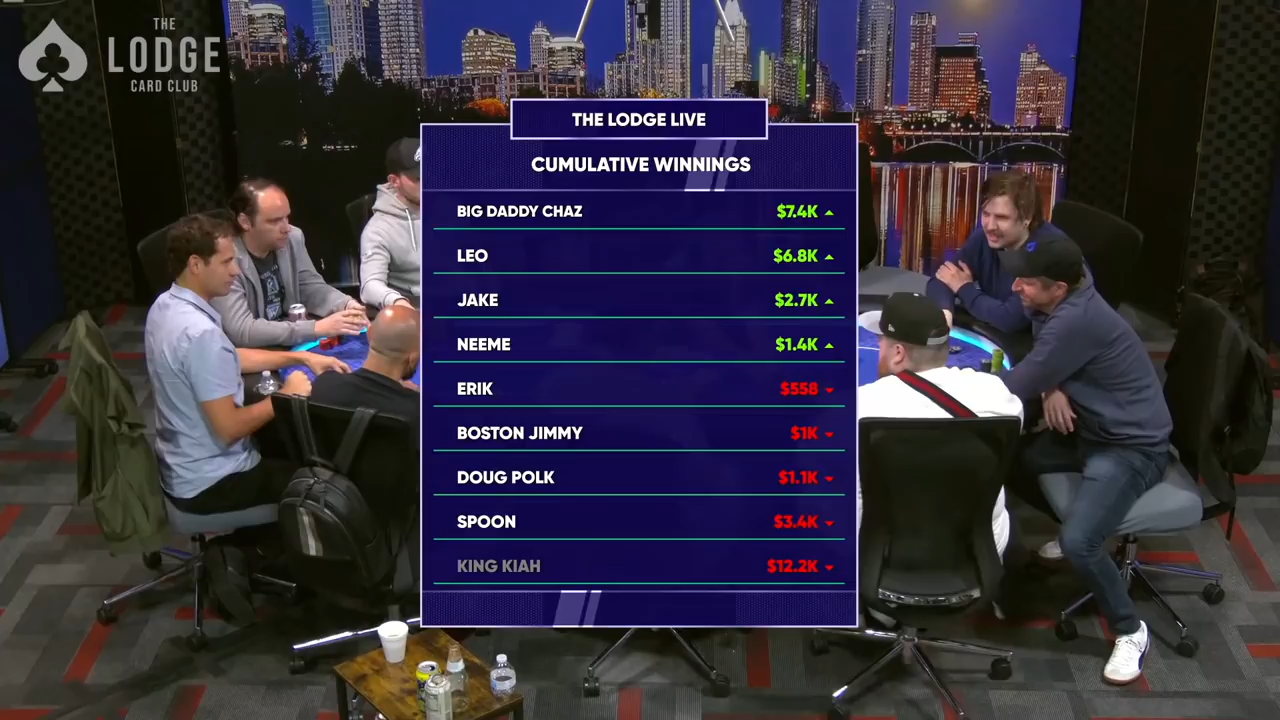 THE
LODGE
CARD CLUB
THE LODGE LIVE
CUMULATIVE WINNINGS
BIG DADDY CHAZ $7.4K
LEO $6.8K
JAKE $2.7K
NEEME $1.4K
ERIK $558
BOSTON JIMMY $1K
DOUG POLK $1.1K
SPOON $3.4K
KING KIAH $12.2K